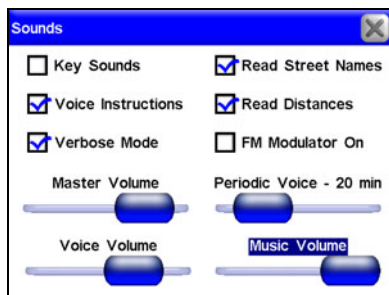 Sounds
Key Sounds
Read Street Names
Voice Instructions
Read Distances
Verbose Mode
FM Modulator On
Master Volume
Periodic Voice - 20 min
Voice Volume
Music Volume